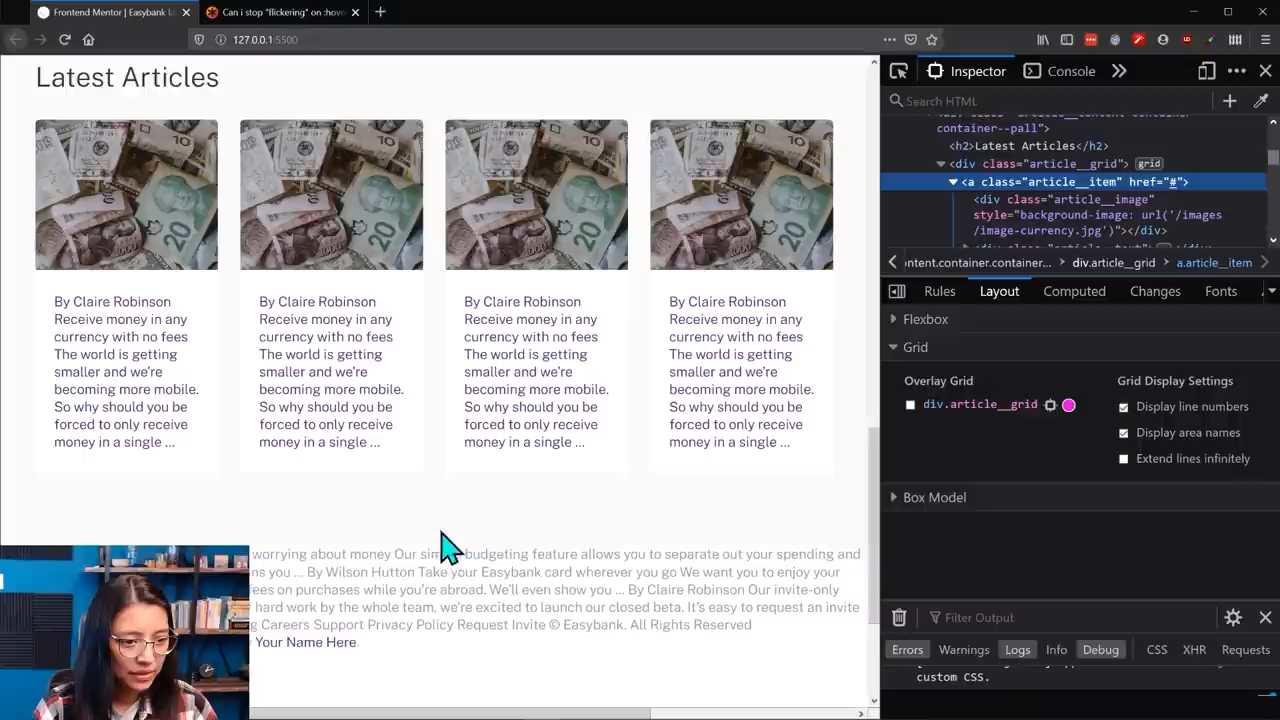 Frontend Mentor | Easybank la
Can i stop "flickering" on :hov
127.0.0.1:5500
Latest Articles
By Claire Robinson
Receive money in any
currency with no fees
The world is getting
smaller and we're
becoming more mobile.
So why should you be
forced to only receive
money in a single ...
By Claire Robinson
Receive money in any
currency with no fees
The world is getting
smaller and we're
becoming more mobile.
So why should you be
forced to only receive
money in a single ...
By Claire Robinson
Receive money in any
currency with no fees
The world is getting
smaller and we're
becoming more mobile.
So why should you be
forced to only receive
money in a single ...
By Claire Robinson
Receive money in any
currency with no fees
The world is getting
smaller and we're
becoming more mobile.
So why should you be
forced to only receive
money in a single ...
worrying about money Our budgeting feature allows you to separate out your spending and
ns you ... By Wilson Hutton Take your Easybank card wherever you go We want you to enjoy your
ees on purchases while you're abroad. We'll even show you ... By Claire Robinson Our invite-only
hard work by the whole team, we're excited to launch our closed beta. It's easy to request an invite
g Careers Support Privacy Policy Request Invite © Easybank. All Rights Reserved
Your Name Here.
Inspector
Console
Search HTML
container--pall">
<h2>Latest Articles</h2>
<div class="article__grid"> grid
<a class="article__item" href="#">
<div class="article__image"
style="background-image: url('/images
/image-currency.jpg')"></div>
ontent.container.container...
div.article__grid
a.article__item
Rules
Layout
Computed
Changes
Fonts
Flexbox
Grid
Overlay Grid
div.article__grid
Grid Display Settings
Display line numbers
Display area names
Extend lines infinitely
Box Model
Filter Output
Errors
Warnings
Logs
Info
Debug
CSS
XHR
Requests
custom CSS.